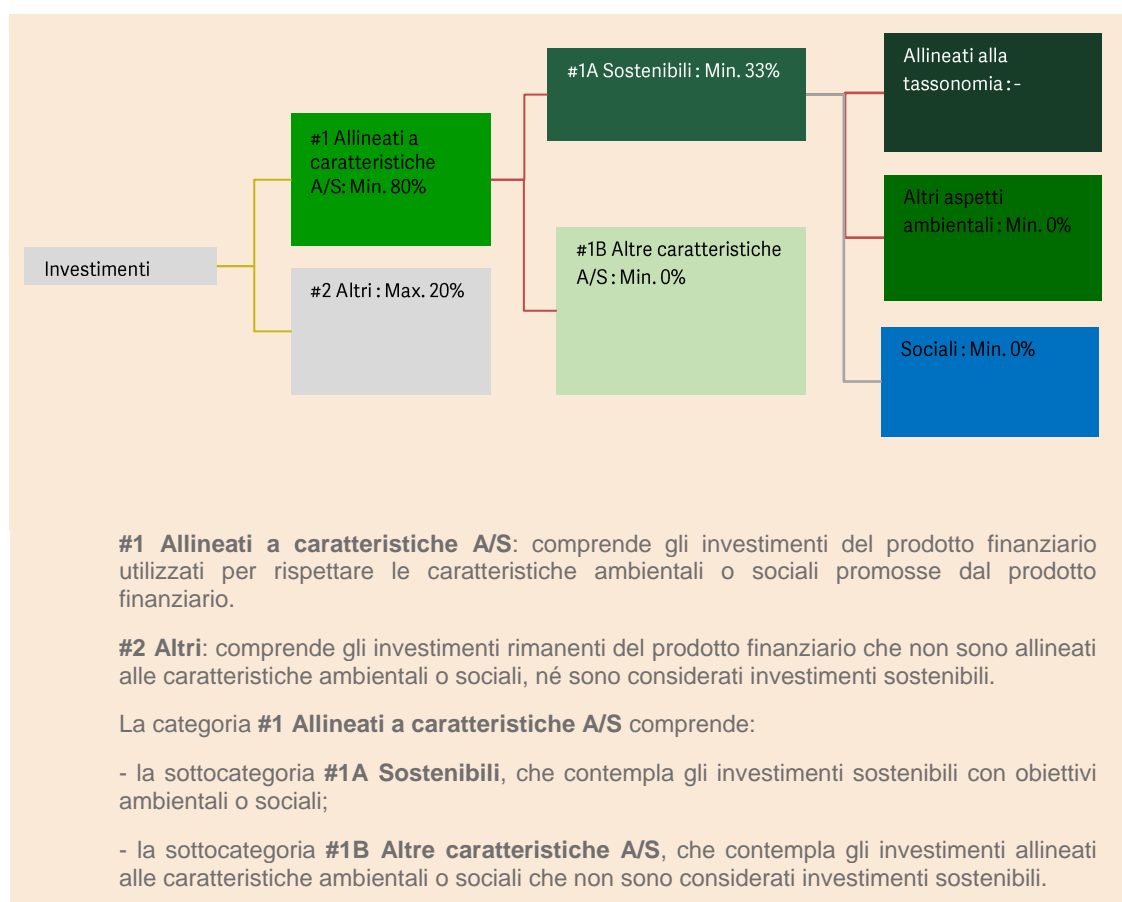 Investimenti
#1 Allineati a
caratteristiche
A/S: Min. 80%
#2 Altri : Max. 20%
#1A Sostenibili : Min. 33%
#1B Altre caratteristiche
A/S : Min. 0%
Allineati alla
tassonomia : -
Altri aspetti
ambientali : Min. 0%
Sociali : Min. 0%
#1 Allineati a caratteristiche A/S: comprende gli investimenti del prodotto finanziario
utilizzati per rispettare le caratteristiche ambientali o sociali promosse dal prodotto
finanziario.
#2 Altri: comprende gli investimenti rimanenti del prodotto finanziario che non sono allineati
alle caratteristiche ambientali o sociali, né sono considerati investimenti sostenibili.
La categoria #1 Allineati a caratteristiche A/S comprende:
- la sottocategoria #1A Sostenibili, che contempla gli investimenti sostenibili con obiettivi
ambientali o sociali;
- la sottocategoria #1B Altre caratteristiche A/S, che contempla gli investimenti allineati
alle caratteristiche ambientali o sociali che non sono considerati investimenti sostenibili.